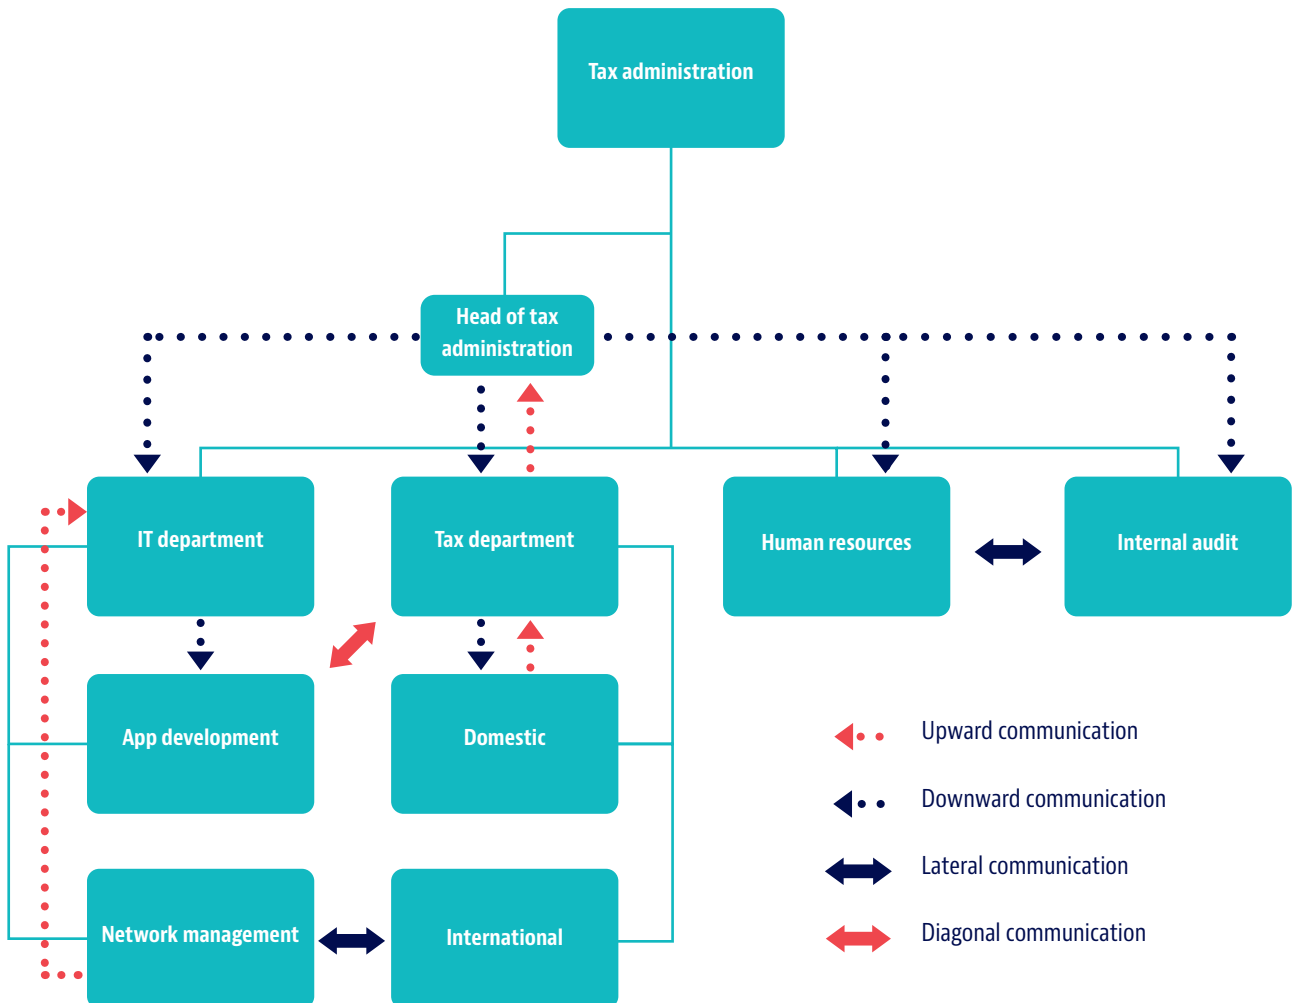 Tax administration
Head of tax
administration
IT department
Tax department
Human resources
Internal audit
App development
Domestic
Network management
International
Upward communication
Downward communication
Lateral communication
Diagonal communication